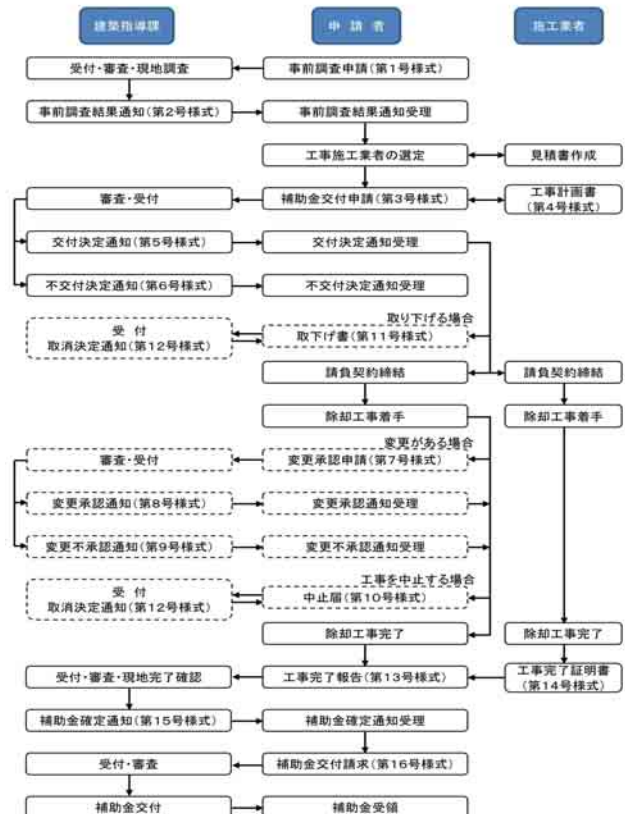 建築指導課
申請者
施工業者
受付・審査・現地調査
事前調査申請(第1号様式)
事前調査結果通知(第2号様式)
事前調査結果通知受理
工事施工業者の選定
見積書作成
審査・受付
補助金交付申請(第3号様式)
工事計画書
(第4号様式)
交付決定通知(第5号様式)
交付決定通知受理
不交付決定通知(第6号様式)
不交付決定通知受理
取り下げる場合
受 付
取消決定通知(第12号様式)
取下げ書(第11号様式)
請負契約締結
請負契約締結
除却工事着手
除却工事着手
変更がある場合
審査・受付
変更承認申請(第7号様式)
変更承認通知(第8号様式)
変更承認通知受理
変更不承認通知(第9号様式)
変更不承認通知受理
工事を中止する場合
受 付
取消決定通知(第12号様式)
中止届(第10号様式)
除却工事完了
除却工事完了
受付・審査・現地完了確認
工事完了報告(第13号様式)
工事完了証明書
(第14号様式)
補助金確定通知(第15号様式)
補助金確定通知受理
受付・審査
補助金交付請求(第16号様式)
補助金交付
補助金受領